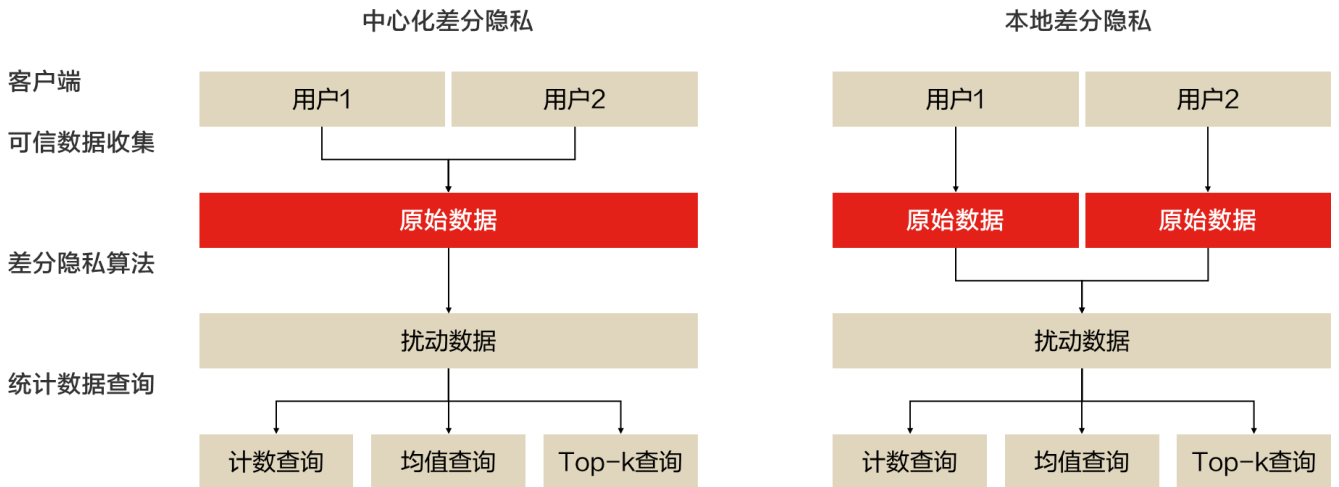 中心化差分隐私 本地差分隐私
客户端
用户1 用户2 用户1 用户2
可信数据收集
原始数据 原始数据 原始数据
差分隐私算法
扰动数据 扰动数据
统计数据查询
计数查询 均值查询 Top-k查询 计数查询 均值查询 Top-k查询